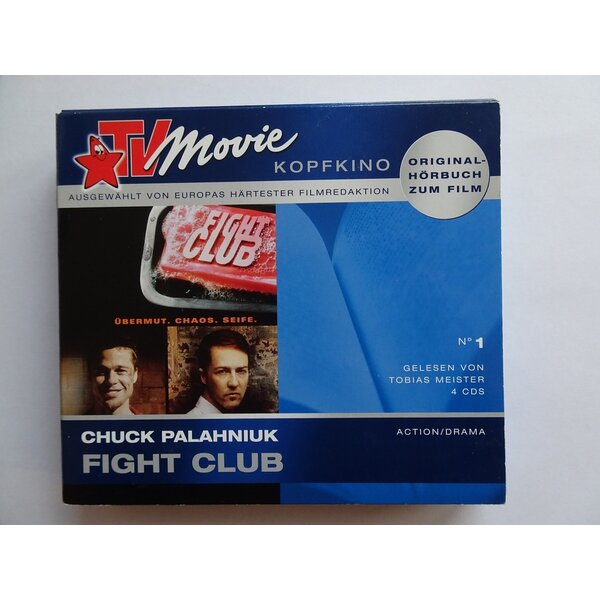 TV Movie
KOPFKINO
ORIGINAL-
HÖRBUCH
ZUM FILM
AUSGEWÄHLT VON EUROPAS HÄRTESTER FILMREDAKTION
FIGHT
CLUB
ÜBERMUT. CHAOS. SEIFE.
Nº 1
GELESEN VON
TOBIAS MEISTER
4 CDS
CHUCK PALAHNIUK
ACTION/DRAMA
FIGHT CLUB